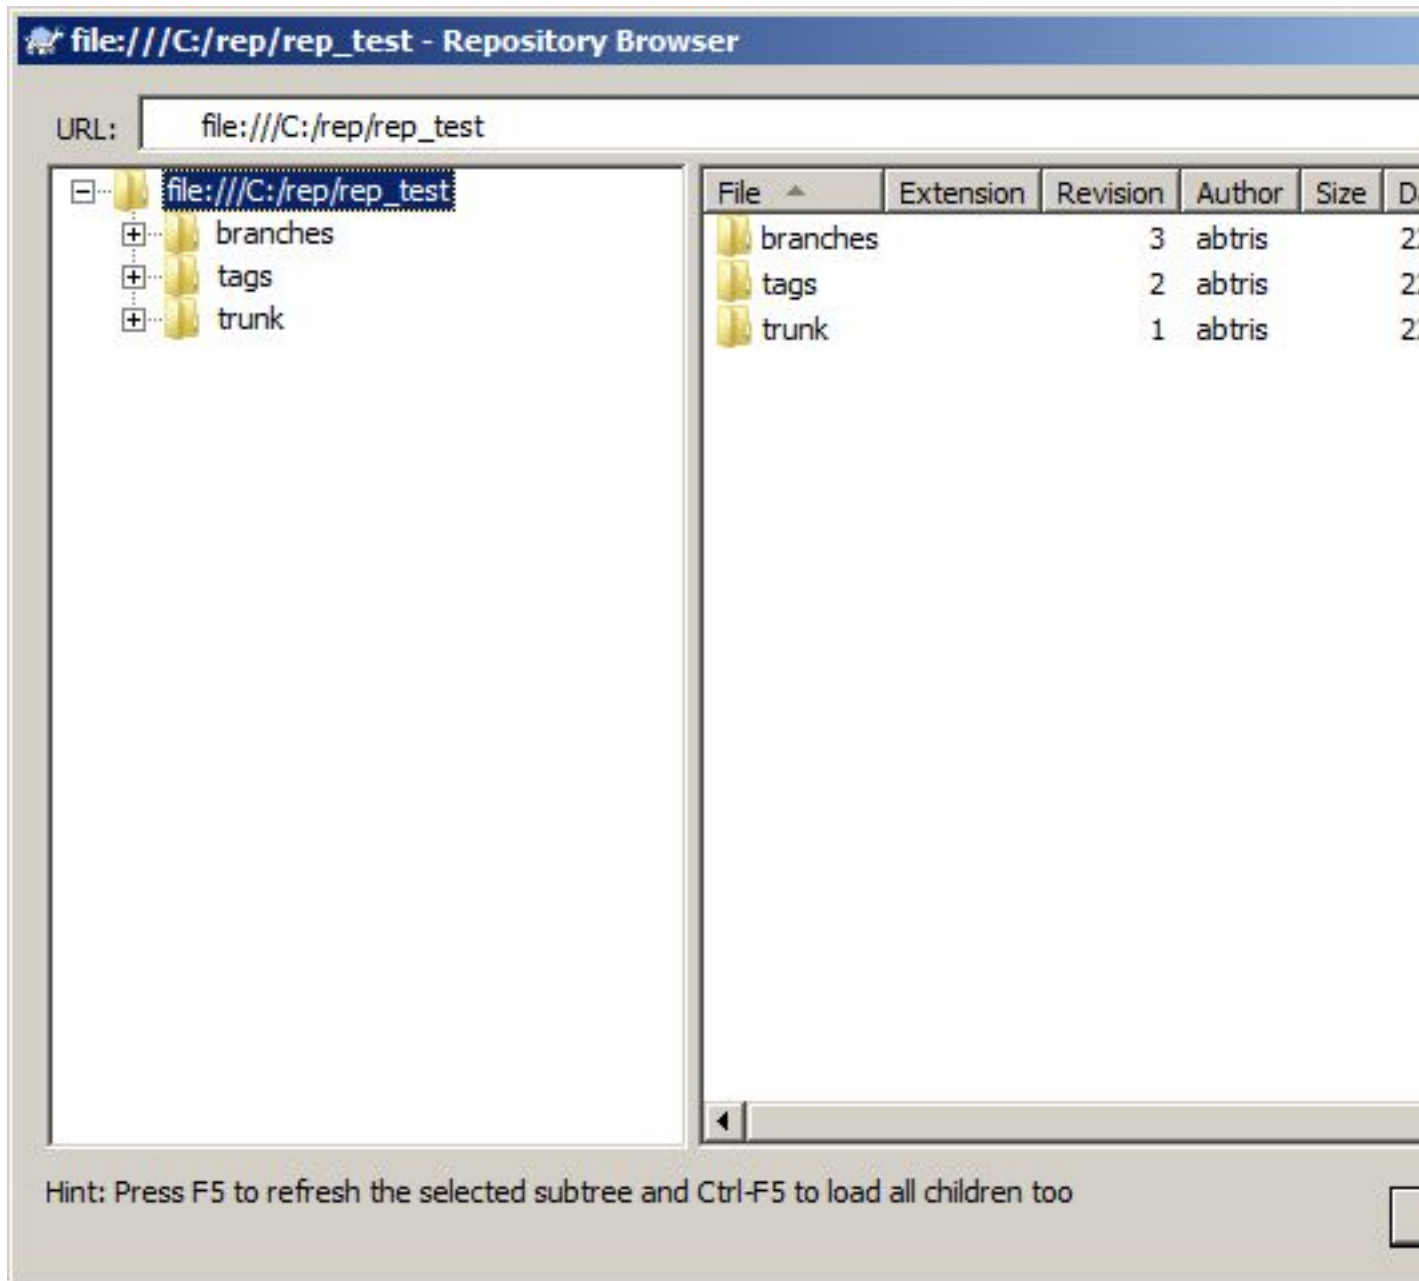 file:///C:/rep/rep_test - Repository Browser
URL: file:///C:/rep/rep_test
file:///C:/rep/rep_test
branches
tags
trunk
File Extension Revision Author Size
branches 3 abtris
tags 2 abtris
trunk 1 abtris
Hint: Press F5 to refresh the selected subtree and Ctrl-F5 to load all children too